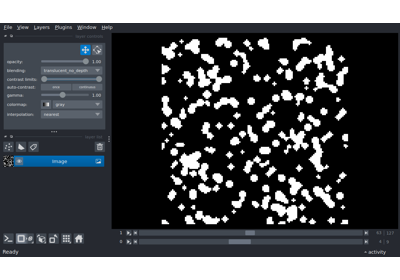 File View Layers Plugins Window Help
opacity: 1.00
blending: translucent_no_depth
contrast limits:
auto-contrast: once continuous
gamma: 1.00
colormap: gray
interpolation: nearest
Image
1
0
Ready
activity